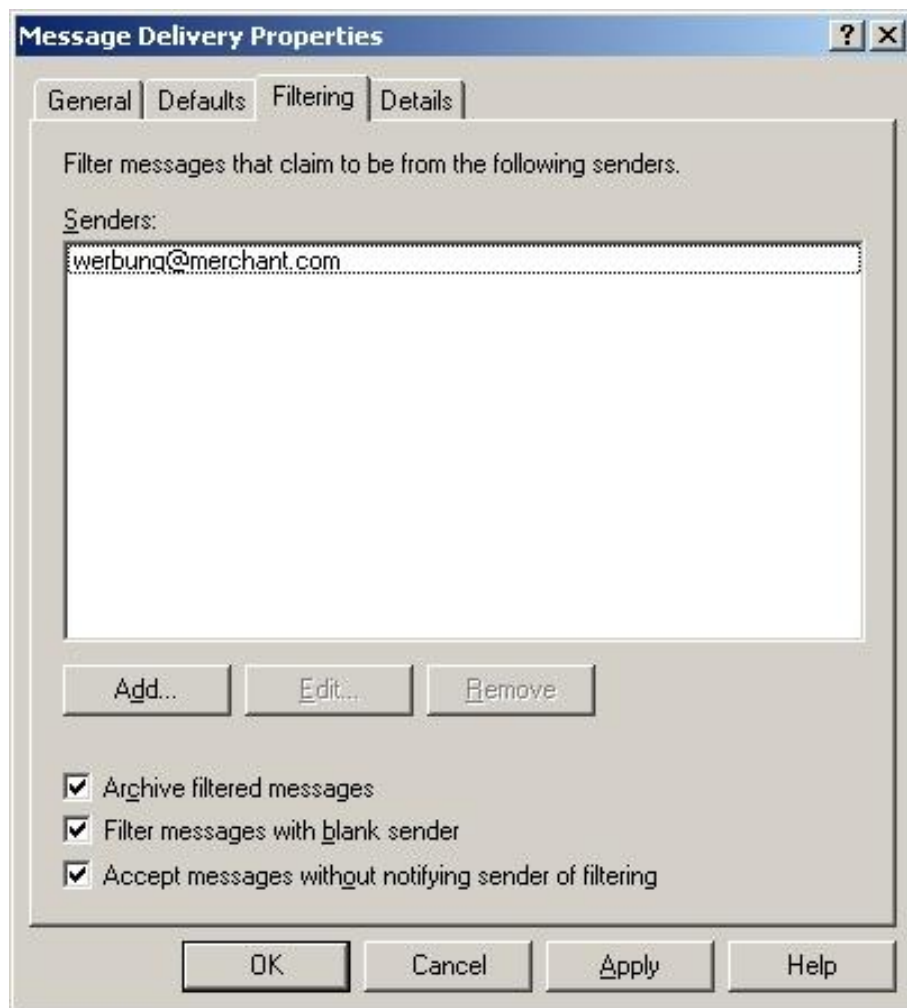 Message Delivery Properties
General Defaults Filtering Details
Filter messages that claim to be from the following senders.
Senders:
werbung@merchant.com
Add... Edit... Remove
Archive filtered messages
Filter messages with blank sender
Accept messages without notifying sender of filtering
OK Cancel Apply Help